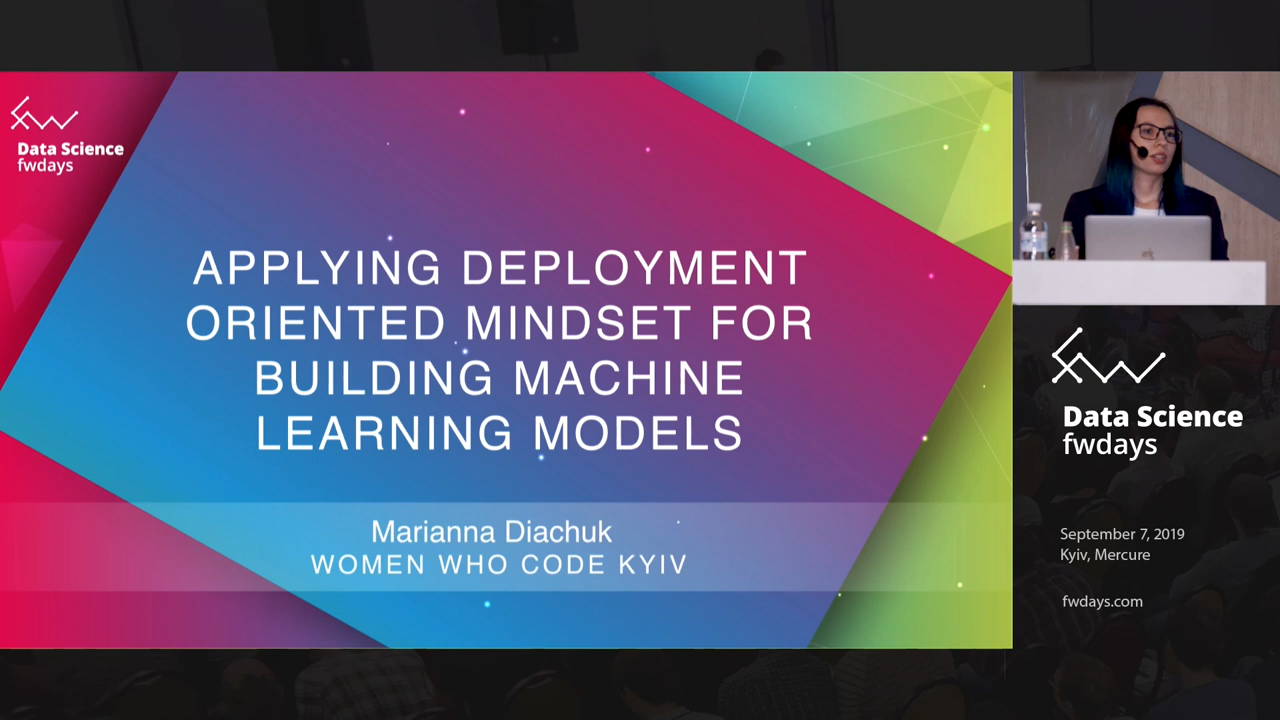 Data Science
fwdays
APPLYING DEPLOYMENT
ORIENTED MINDSET FOR
BUILDING MACHINE
LEARNING MODELS
Marianna Diachuk
WOMEN WHO CODE KYIV
Data Science
fwdays
September 7, 2019
Kyiv, Mercure
fwdays.com